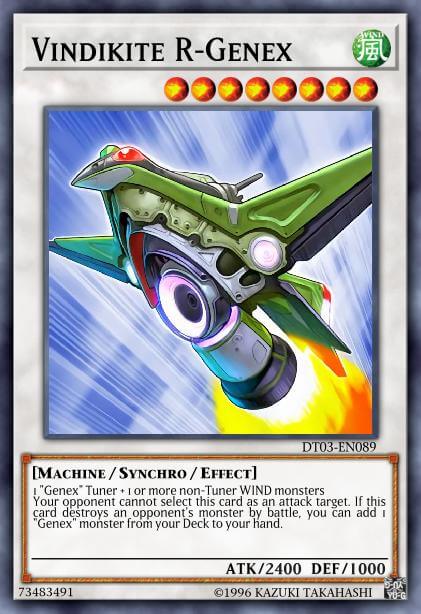 VINDIKITE R-GENEX
WIND
風
DT03-EN089
[MACHINE / SYNCHRO / EFFECT]
1 "Genex" Tuner + 1 or more non-Tuner WIND monsters
Your opponent cannot select this card as an attack target. If this
card destroys an opponent's monster by battle, you can add 1
"Genex" monster from your Deck to your hand.
ATK/2400 DEF/1000
73483491
©1996 KAZUKI TAKAHASHI